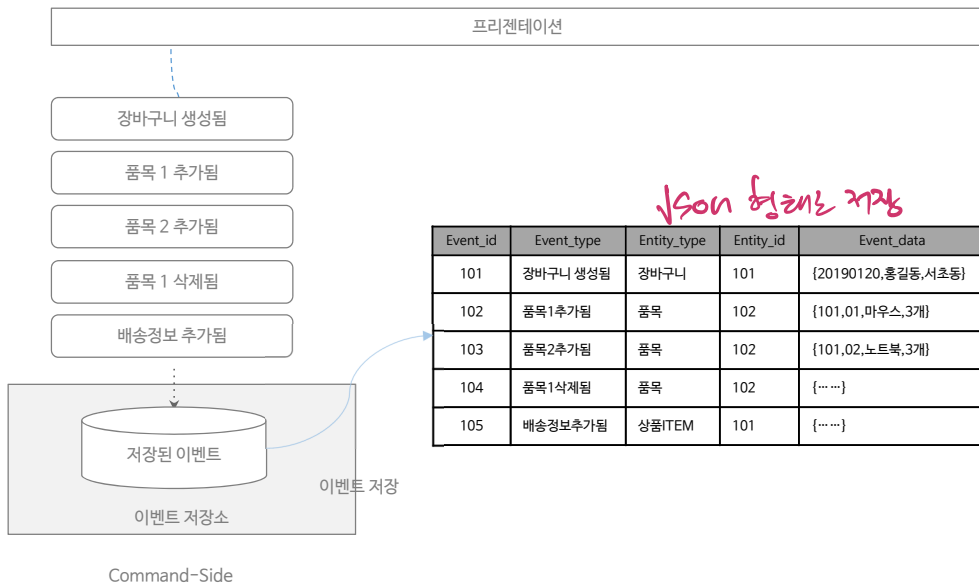 프리젠테이션
장바구니 생성됨
품목 1 추가됨
품목 2 추가됨
품목 1 삭제됨
배송정보 추가됨
저장된 이벤트
이벤트 저장
이벤트 저장소
Command-Side
Json 형태로 저장
Event_id Event_type Entity_type Entity_id Event_data
101 장바구니 생성됨 장바구니 101 {20190120,홍길동,서초동}
102 품목1추가됨 품목 102 {101,01,마우스,3개}
103 품목2추가됨 품목 102 {101,02,노트북,3개}
104 품목1삭제됨 품목 102 {……}
105 배송정보추가됨 상품ITEM 101 {……}